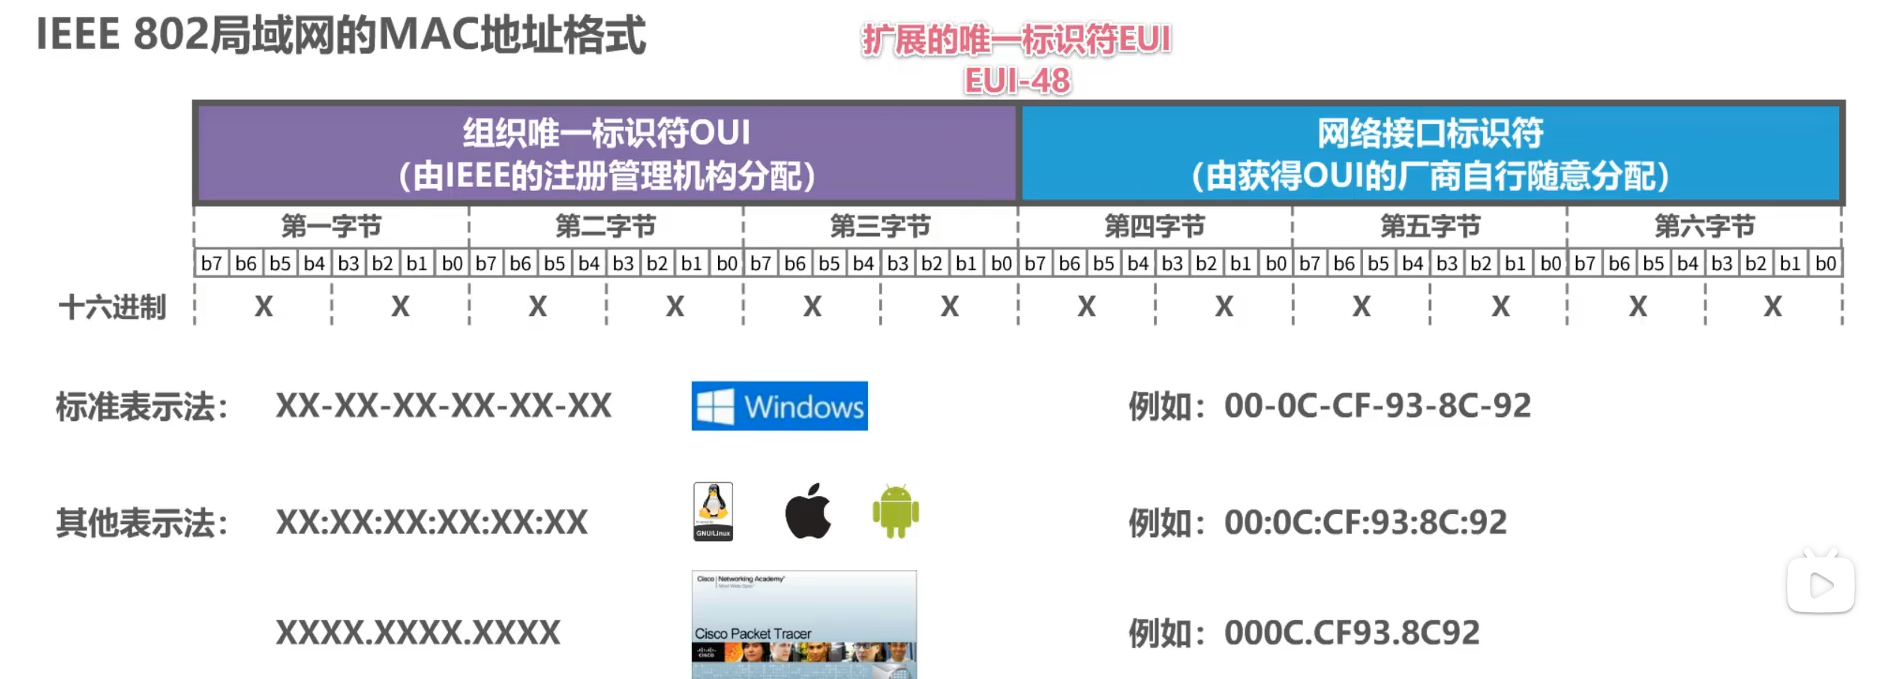 IEEE 802局域网的MAC地址格式
扩展的唯一标识符EUI
EUI-48
组织唯一标识符OUI
（由IEEE的注册管理机构分配）
网络接口标识符
（由获得OUI的厂商自行随意分配）
第一字节 第二字节 第三字节 第四字节 第五字节 第六字节
b7 b6 b5 b4 b3 b2 b1 b0 b7 b6 b5 b4 b3 b2 b1 b0 b7 b6 b5 b4 b3 b2 b1 b0 b7 b6 b5 b4 b3 b2 b1 b0 b7 b6 b5 b4 b3 b2 b1 b0 b7 b6 b5 b4 b3 b2 b1 b0
十六进制 X X X X X X X X X X X X
标准表示法： XX-XX-XX-XX-XX-XX Windows 例如：00-0C-CF-93-8C-92
其他表示法： XX:XX:XX:XX:XX:XX 例如：00:0C:CF:93:8C:92
GNU/Linux
Cisco Networking Academy
Cisco Packet Tracer
CISCO
XXXX.XXXX.XXXX 例如：000C.CF93.8C92